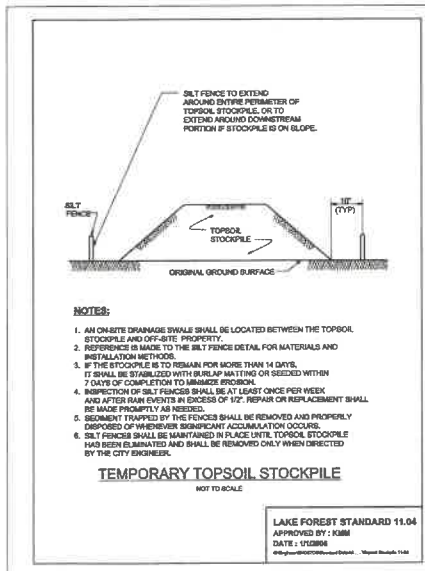 SILT FENCE TO EXTEND
AROUND ENTIRE PERIMETER OF
TOPSOIL STOCKPILE, OR TO
EXTEND AROUND DOWNSTREAM
PORTION IF STOCKPILE IS ON SLOPE.
SILT
FENCE
10'
(TYP)
TOPSOIL
STOCKPILE
ORIGINAL GROUND SURFACE
NOTES:
1. AN ON-SITE DRAINAGE SWALE SHALL BE LOCATED BETWEEN THE TOPSOIL
STOCKPILE AND OFF-SITE PROPERTY.
2. REFERENCE IS MADE TO THE SILT FENCE DETAIL FOR MATERIALS AND
INSTALLATION METHODS.
3. IF THE STOCKPILE IS TO REMAIN FOR MORE THAN 14 DAYS,
IT SHALL BE STABILIZED WITH BURLAP MATTING OR SEEDED WITHIN
7 DAYS OF COMPLETION TO MINIMIZE EROSION.
4. INSPECTION OF SILT FENCES SHALL BE AT LEAST ONCE PER WEEK
AND AFTER RAIN EVENTS IN EXCESS OF 1/2". REPAIR OR REPLACEMENT SHALL
BE MADE PROMPTLY AS NEEDED.
5. SEDIMENT TRAPPED BY THE FENCES SHALL BE REMOVED AND PROPERLY
DISPOSED OF WHENEVER SIGNIFICANT ACCUMULATION OCCURS.
6. SILT FENCES SHALL BE MAINTAINED IN PLACE UNTIL TOPSOIL STOCKPILE
HAS BEEN ELIMINATED AND SHALL BE REMOVED ONLY WHEN DIRECTED
BY THE CITY ENGINEER.
TEMPORARY TOPSOIL STOCKPILE
NOT TO SCALE
LAKE FOREST STANDARD 11.04
APPROVED BY : KMM
DATE :